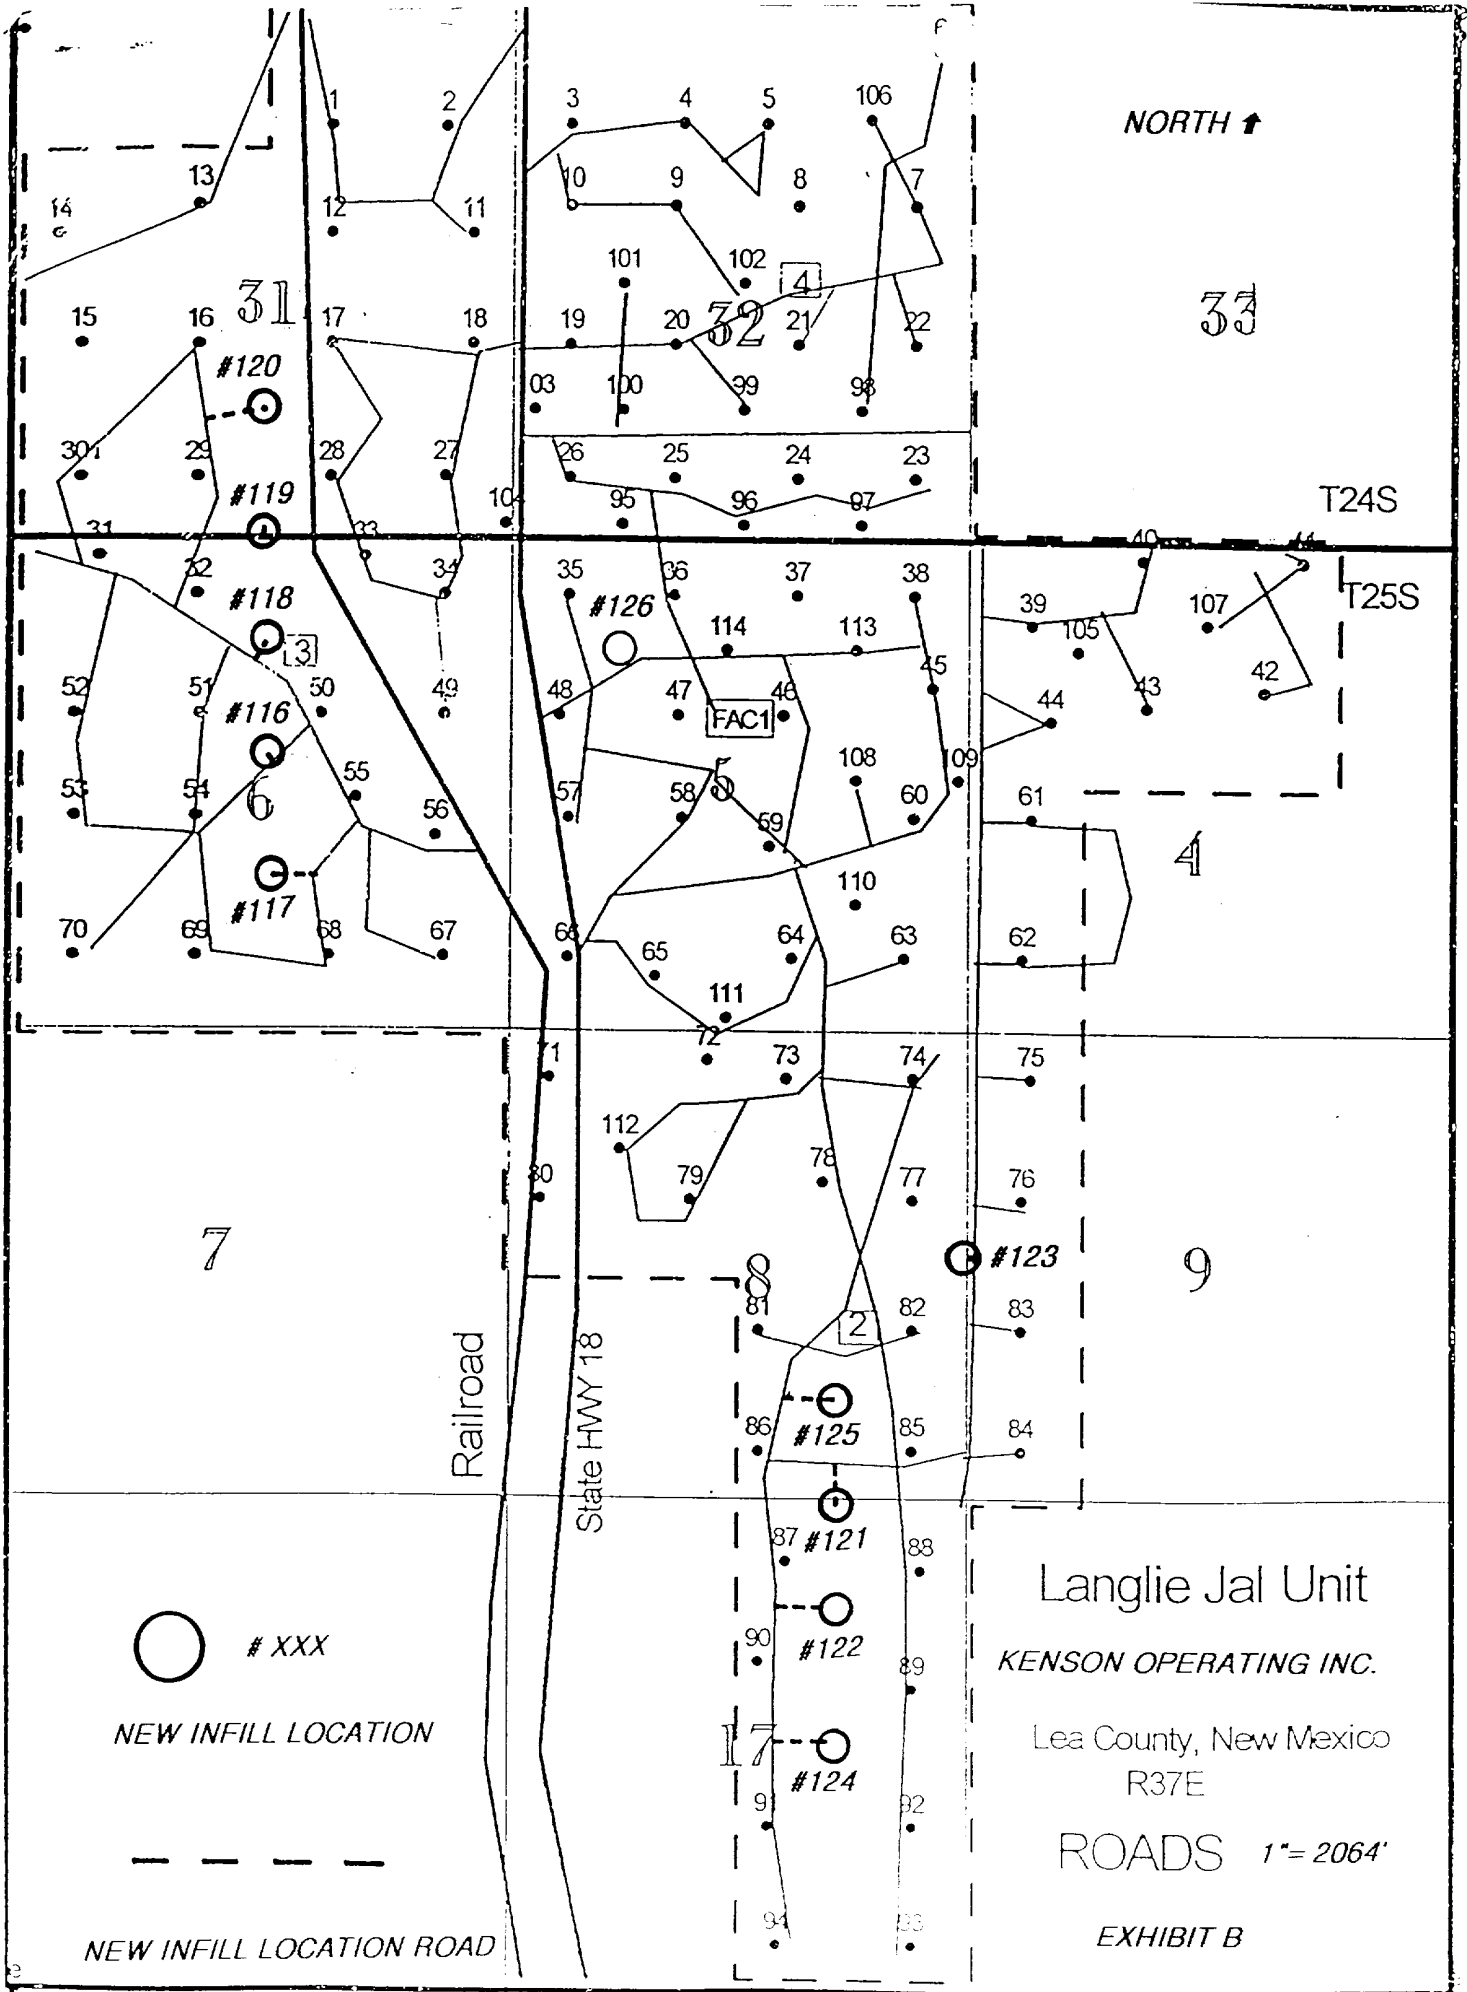 6
1 2 3 4 5 106
NORTH ↑
13 10 9 8 7
14 12 11
101 102 4
31 32 33
15 16 17 18 19 20 21 22
#120
03 100 99 98
30 29 28 27 26 25 24 23
#119
104 95 96 97
T24S
31 33 40 41
32 34 35 36 37 38
T25S
#118 #126 39 107
3 114 113 105
52 51 50 49 48 47 46 45 44 43 42
#116 FAC1
53 54 6 55 57 58 5 108 109
56 59 60 61
4
#117 110
70 69 68 67 66 65 64 63 62
111
71 72 73 74 75
112
80 79 78 77 76
7 8 #123 9
81 2 82 83
Railroad
State HWY 18
86 #125 85 84
87 #121 88
Langlie Jal Unit
# XXX
90 #122 89
KENSON OPERATING INC.
NEW INFILL LOCATION
17
Lea County, New Mexico
#124
R37E
9 92
ROADS 1"= 2064'
94 93
EXHIBIT B
NEW INFILL LOCATION ROAD